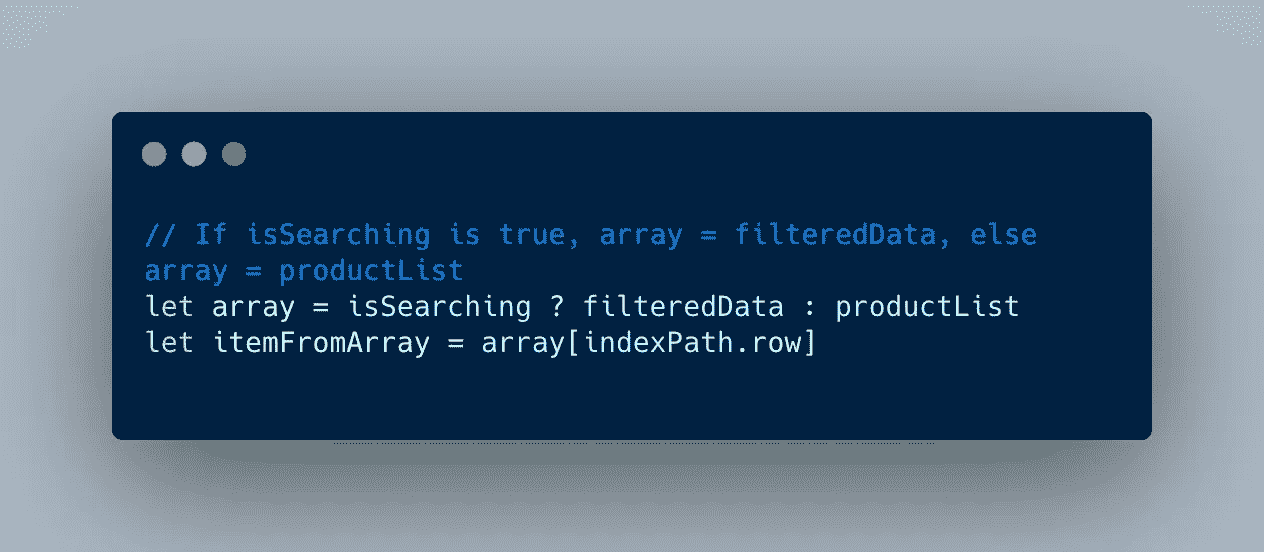 // If isSearching is true, array = filteredData, else
array = productList
let array = isSearching ? filteredData : productList
let itemFromArray = array[indexPath.row]